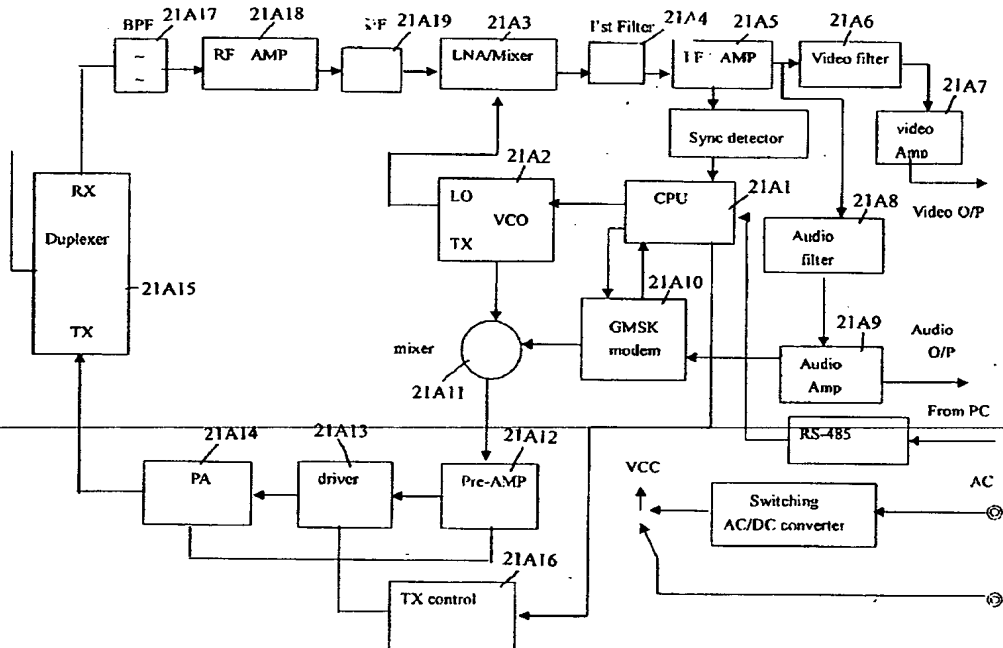 BPF
21A17
21A18
21A19
21A3
I'st Filter
21A4
21A5
21A6
RF AMP
LNA/Mixer
AMP
Video filter
21A7
video
Amp
Sync detector
Video O/P
21A2
CPU
21A1
21A8
RX
Duplexer
TX
21A15
LO
VCO
TX
Audio
filter
21A10
GMSK
modem
21A9
Audio
O/P
mixer
21A11
Audio
Amp
From PC
RS-485
21A14
21A13
21A12
PA
driver
Pre-AMP
VCC
AC
Switching
AC/DC converter
21A16
TX control